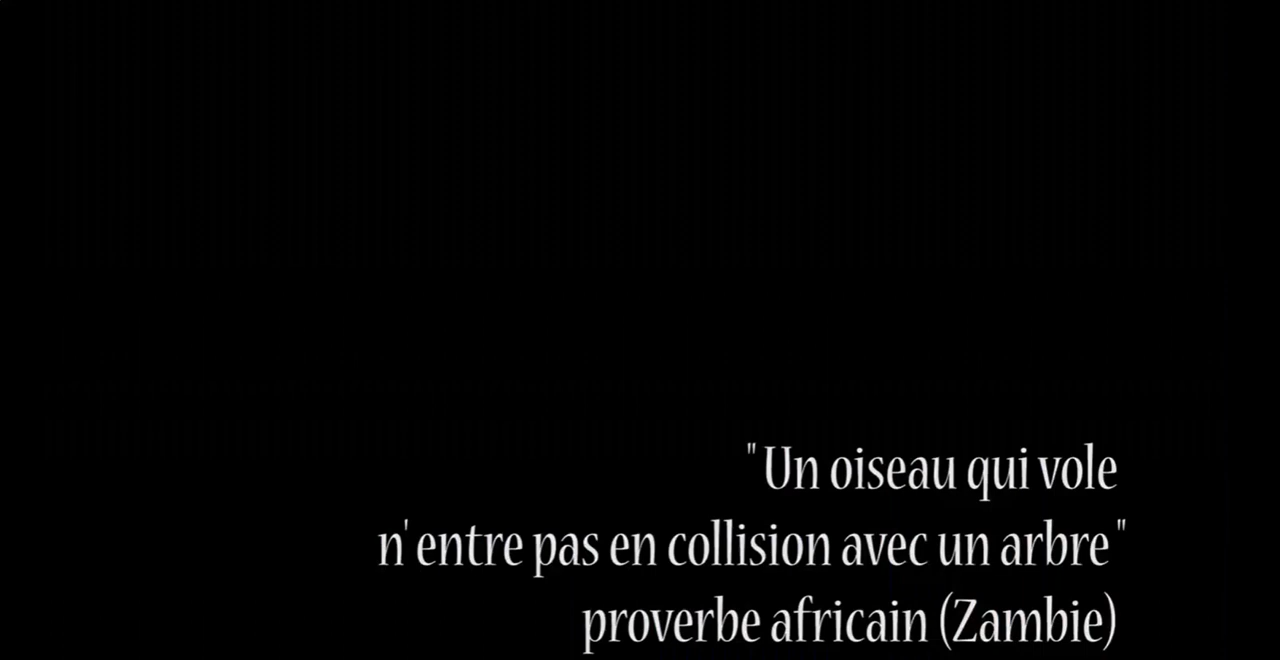 "Un oiseau qui vole
n'entre pas en collision avec un arbre"
proverbe africain (Zambie)